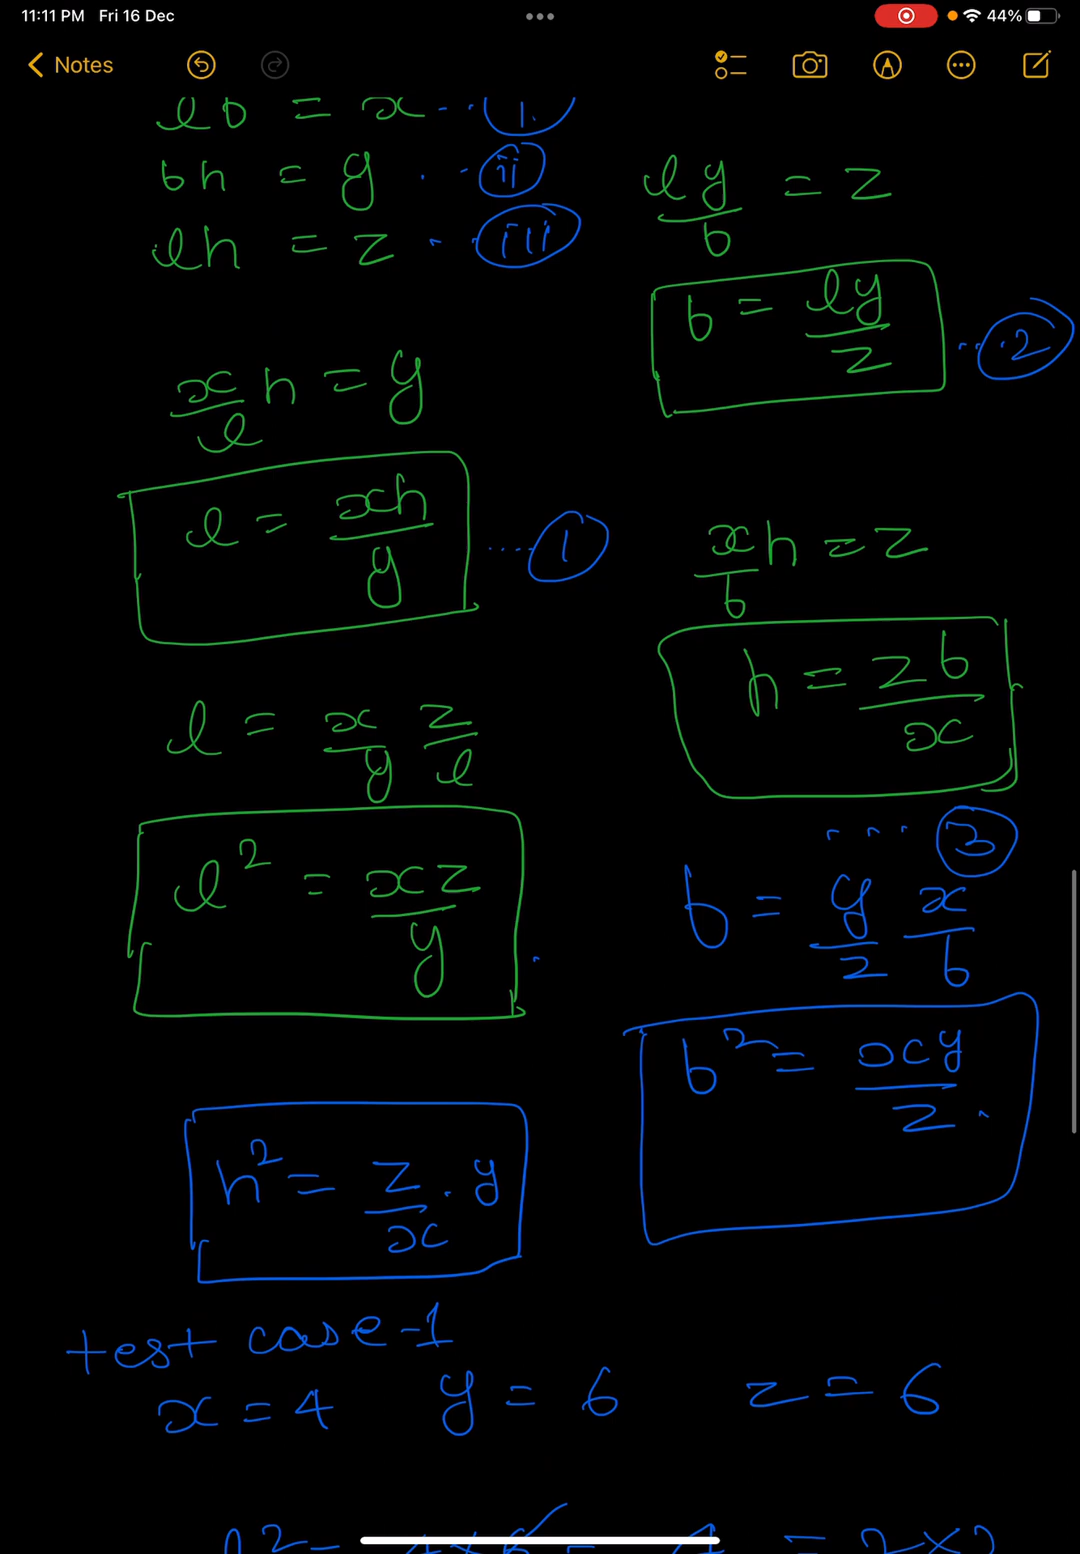 11:11 PM Fri 16 Dec
44%
Notes
lb = x -- i
bh = g .. ii
lh = z .. iii
x/l h = y
l = xh/y .... 1
l = x/y z/l
l² = xz/y
ly/b = z
b = ly/z ... 2
x/b h = z
h = zb/x
... 3
b = y/z x/b
b² = xy/z
h² = z/x . y
test case-1
x = 4 y = 6 z = 6